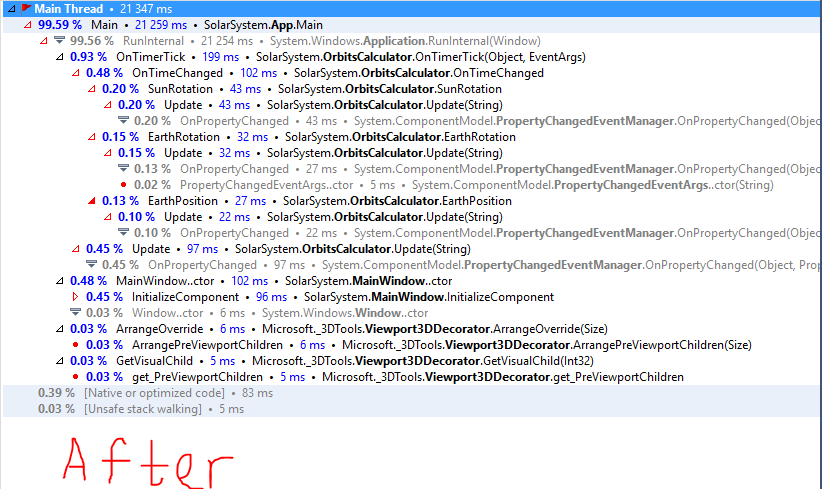 Main Thread • 21 347 ms
99.59 % Main • 21 259 ms • SolarSystem.App.Main
99.56 % RunInternal • 21 254 ms • System.Windows.Application.RunInternal(Window)
0.93 % OnTimerTick • 199 ms • SolarSystem.OrbitsCalculator.OnTimerTick(Object, EventArgs)
0.48 % OnTimeChanged • 102 ms • SolarSystem.OrbitsCalculator.OnTimeChanged
0.20 % SunRotation • 43 ms • SolarSystem.OrbitsCalculator.SunRotation
0.20 % Update • 43 ms • SolarSystem.OrbitsCalculator.Update(String)
0.20 % OnPropertyChanged • 43 ms • System.ComponentModel.PropertyChangedEventManager.OnPropertyChanged(Objec
0.15 % EarthRotation • 32 ms • SolarSystem.OrbitsCalculator.EarthRotation
0.15 % Update • 32 ms • SolarSystem.OrbitsCalculator.Update(String)
0.13 % OnPropertyChanged • 27 ms • System.ComponentModel.PropertyChangedEventManager.OnPropertyChanged(Objec
0.02 % PropertyChangedEventArgs..ctor • 5 ms • System.ComponentModel.PropertyChangedEventArgs..ctor(String)
0.13 % EarthPosition • 27 ms • SolarSystem.OrbitsCalculator.EarthPosition
0.10 % Update • 22 ms • SolarSystem.OrbitsCalculator.Update(String)
0.10 % OnPropertyChanged • 22 ms • System.ComponentModel.PropertyChangedEventManager.OnPropertyChanged(Objec
0.45 % Update • 97 ms • SolarSystem.OrbitsCalculator.Update(String)
0.45 % OnPropertyChanged • 97 ms • System.ComponentModel.PropertyChangedEventManager.OnPropertyChanged(Object, Prop
0.48 % MainWindow..ctor • 102 ms • SolarSystem.MainWindow..ctor
0.45 % InitializeComponent • 96 ms • SolarSystem.MainWindow.InitializeComponent
0.03 % Window..ctor • 6 ms • System.Windows.Window..ctor
0.03 % ArrangeOverride • 6 ms • Microsoft._3DTools.Viewport3DDecorator.ArrangeOverride(Size)
0.03 % ArrangePreViewportChildren • 6 ms • Microsoft._3DTools.Viewport3DDecorator.ArrangePreViewportChildren(Size)
0.03 % GetVisualChild • 5 ms • Microsoft._3DTools.Viewport3DDecorator.GetVisualChild(Int32)
0.03 % get_PreViewportChildren • 5 ms • Microsoft._3DTools.Viewport3DDecorator.get_PreViewportChildren
0.39 % [Native or optimized code] • 83 ms
0.03 % [Unsafe stack walking] • 5 ms
After